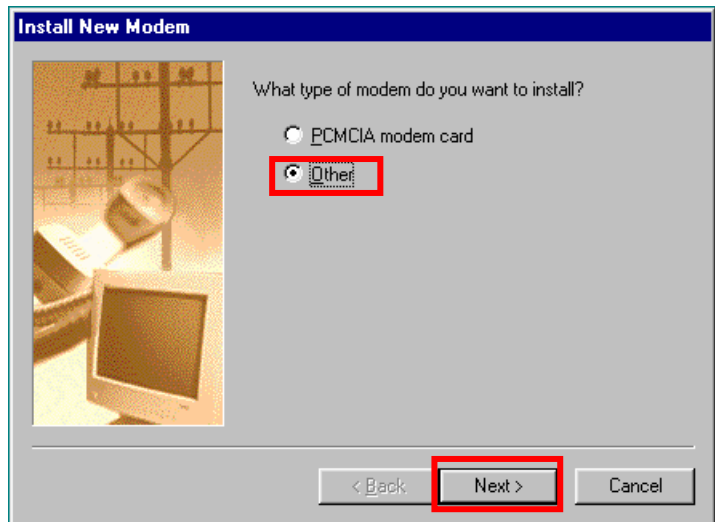 Install New Modem
What type of modem do you want to install?
PCMCIA modem card
Other
< Back
Next >
Cancel